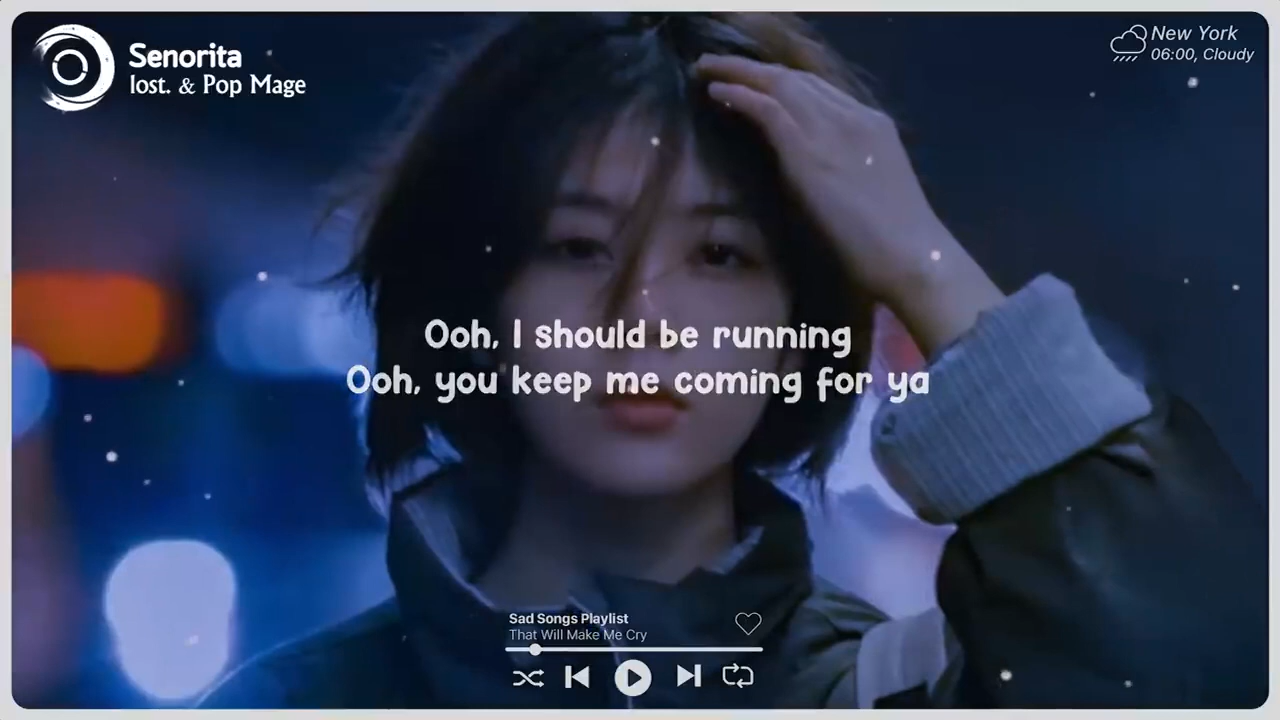 Senorita
lost. & Pop Mage
New York
06:00, Cloudy
Ooh, I should be running
Ooh, you keep me coming for ya
Sad Songs Playlist
That Will Make Me Cry